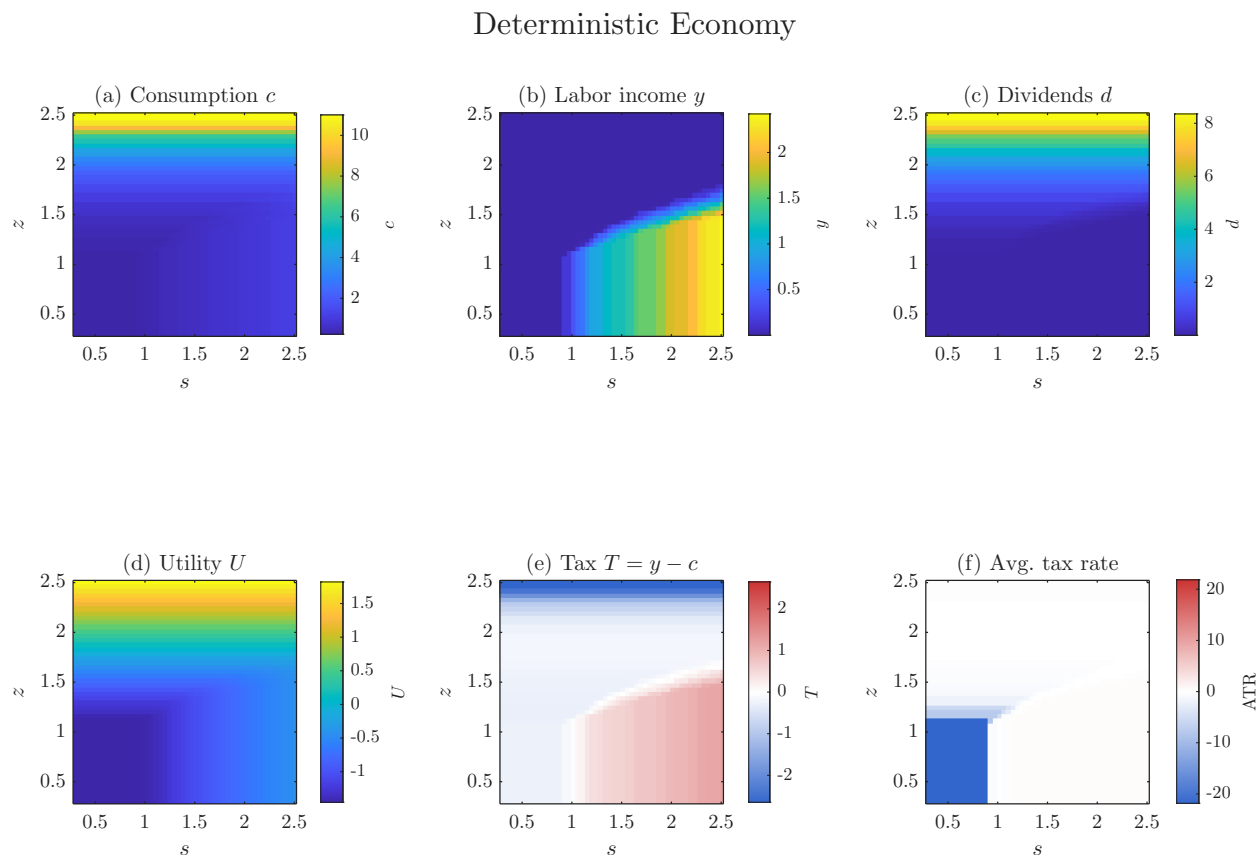 Deterministic Economy
(a) Consumption c
(b) Labor income y
(c) Dividends d
2.5
2
1.5
1
0.5
z
0.5 1 1.5 2 2.5
s
10
8
6
4
2
c
2.5
2
1.5
1
0.5
z
0.5 1 1.5 2 2.5
s
2
1.5
1
0.5
y
2.5
2
1.5
1
0.5
z
0.5 1 1.5 2 2.5
s
8
6
4
2
d
(d) Utility U
(e) Tax T = y − c
(f) Avg. tax rate
2.5
2
1.5
1
0.5
z
0.5 1 1.5 2 2.5
s
1.5
1
0.5
0
-0.5
-1
U
2.5
2
1.5
1
0.5
z
0.5 1 1.5 2 2.5
s
2
1
0
-1
-2
T
2.5
2
1.5
1
0.5
z
0.5 1 1.5 2 2.5
s
20
10
0
-10
-20
ATR